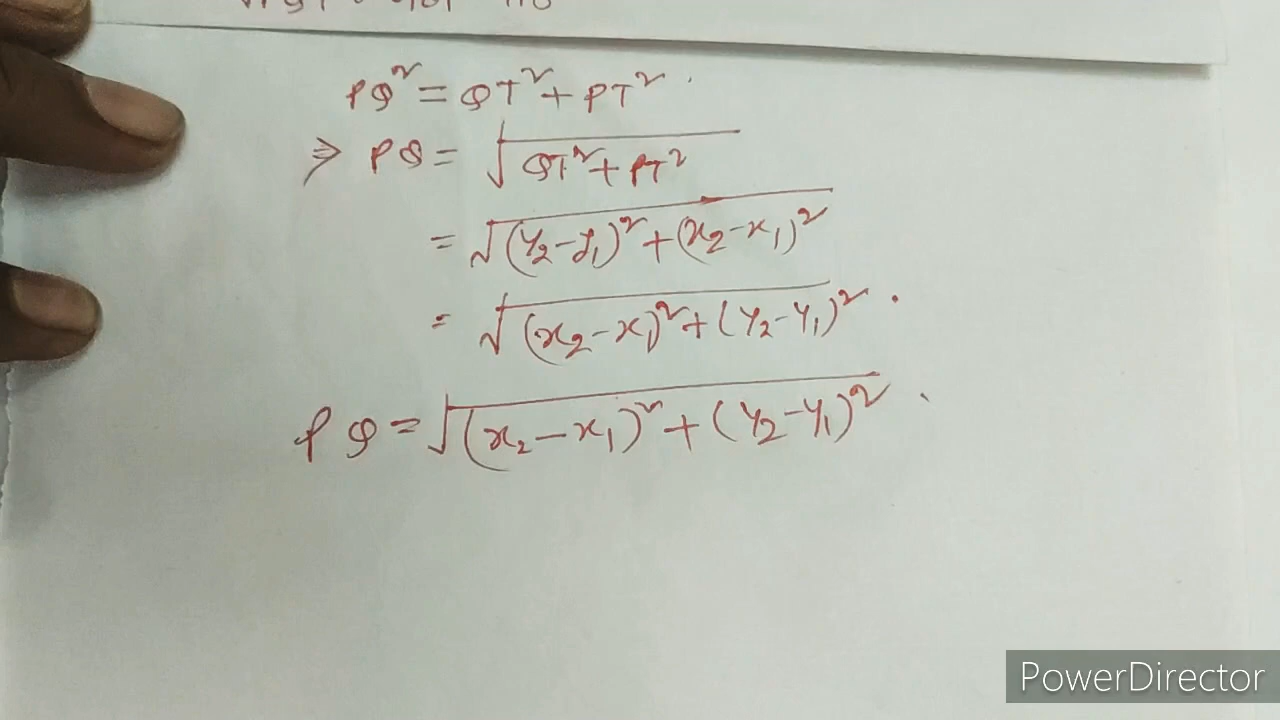 PQ² = QT² + PT².
⇒ PQ = √(QT² + PT²)
= √((y₂-y₁)² + (x₂-x₁)²)
= √((x₂-x₁)² + (y₂-y₁)²).
PQ = √((x₂-x₁)² + (y₂-y₁)²).
PowerDirector